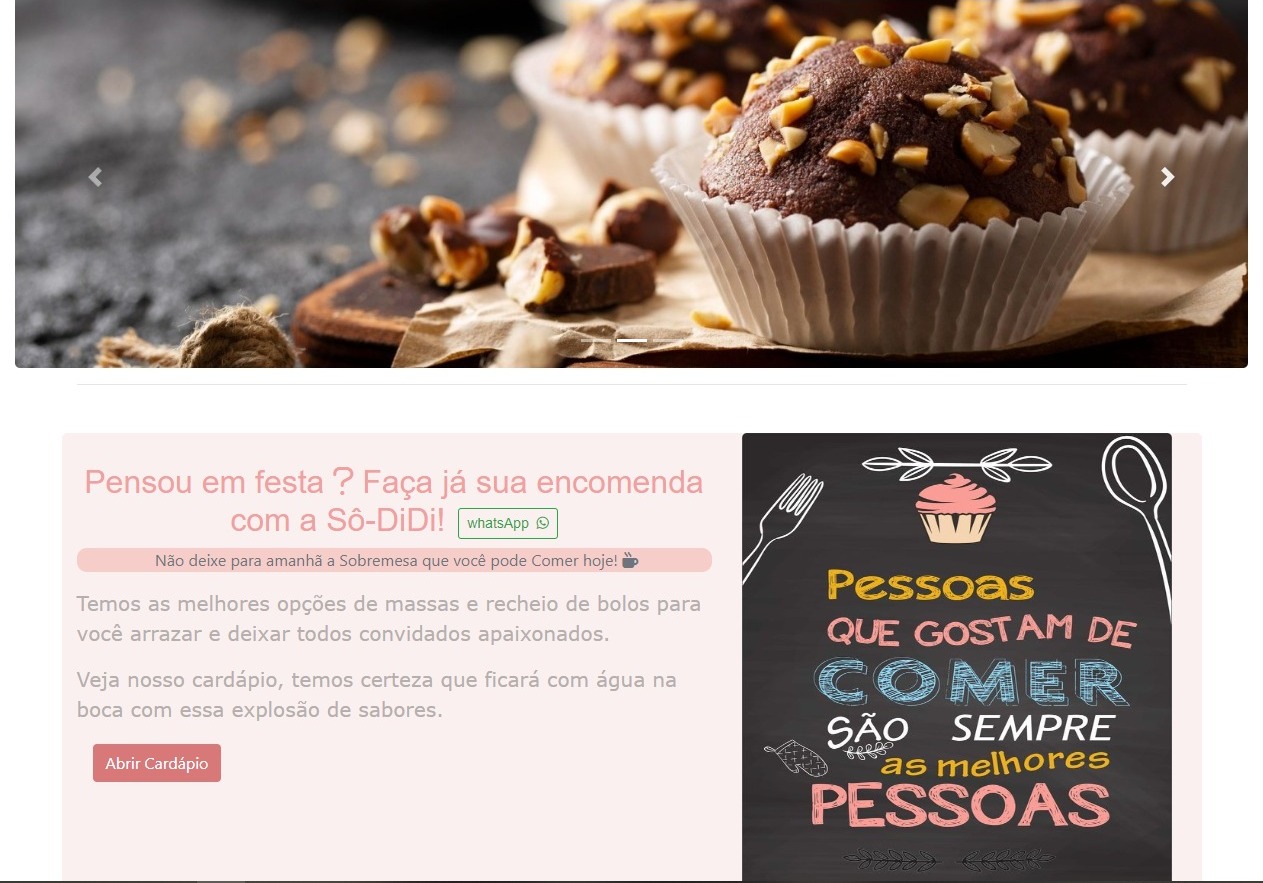 Pensou em festa ? Faça já sua encomenda
com a Sô-DiDi! whatsApp
Não deixe para amanhã a Sobremesa que você pode Comer hoje!
Temos as melhores opções de massas e recheio de bolos para
você arrazar e deixar todos convidados apaixonados.
Veja nosso cardápio, temos certeza que ficará com água na
boca com essa explosão de sabores.
Abrir Cardápio
Pessoas
QUE GOSTAM DE
COMER
SÃO SEMPRE
as melhores
PESSOAS